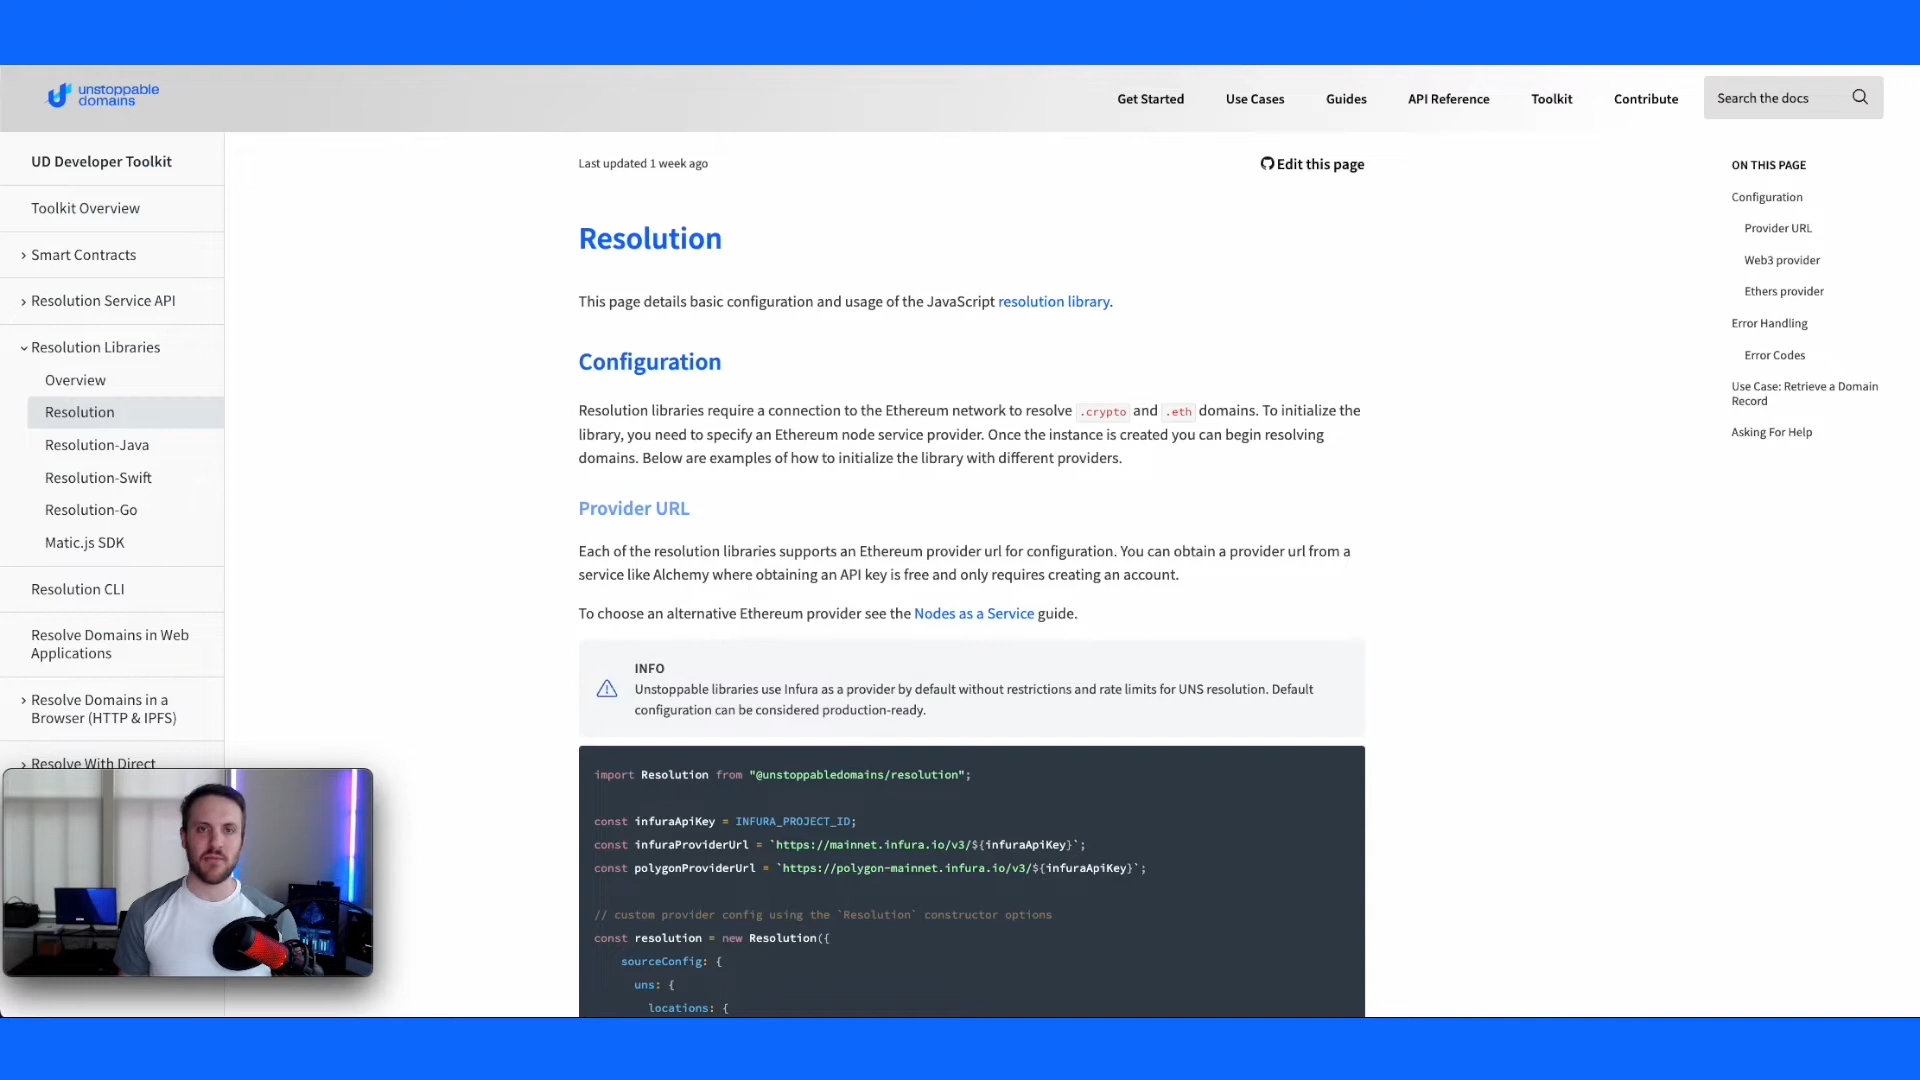 unstoppable
domains
Get Started
Use Cases
Guides
API Reference
Toolkit
Contribute
Search the docs
UD Developer Toolkit
Toolkit Overview
Smart Contracts
Resolution Service API
Resolution Libraries
Overview
Resolution
Resolution-Java
Resolution-Swift
Resolution-Go
Matic.js SDK
Resolution CLI
Resolve Domains in Web
Applications
Resolve Domains in a
Browser (HTTP & IPFS)
Resolve With Direct
Last updated 1 week ago
Edit this page
Resolution
This page details basic configuration and usage of the JavaScript resolution library.
Configuration
Resolution libraries require a connection to the Ethereum network to resolve .crypto and .eth domains. To initialize the
library, you need to specify an Ethereum node service provider. Once the instance is created you can begin resolving
domains. Below are examples of how to initialize the library with different providers.
Provider URL
Each of the resolution libraries supports an Ethereum provider url for configuration. You can obtain a provider url from a
service like Alchemy where obtaining an API key is free and only requires creating an account.
To choose an alternative Ethereum provider see the Nodes as a Service guide.
INFO
Unstoppable libraries use Infura as a provider by default without restrictions and rate limits for UNS resolution. Default
configuration can be considered production-ready.
import Resolution from "@unstoppabledomains/resolution";
const infuraApiKey = INFURA_PROJECT_ID;
const infuraProviderUrl = `https://mainnet.infura.io/v3/${infuraApiKey}`;
const polygonProviderUrl = `https://polygon-mainnet.infura.io/v3/${infuraApiKey}`;
// custom provider config using the `Resolution` constructor options
const resolution = new Resolution({
sourceConfig: {
uns: {
locations: {
ON THIS PAGE
Configuration
Provider URL
Web3 provider
Ethers provider
Error Handling
Error Codes
Use Case: Retrieve a Domain
Record
Asking For Help